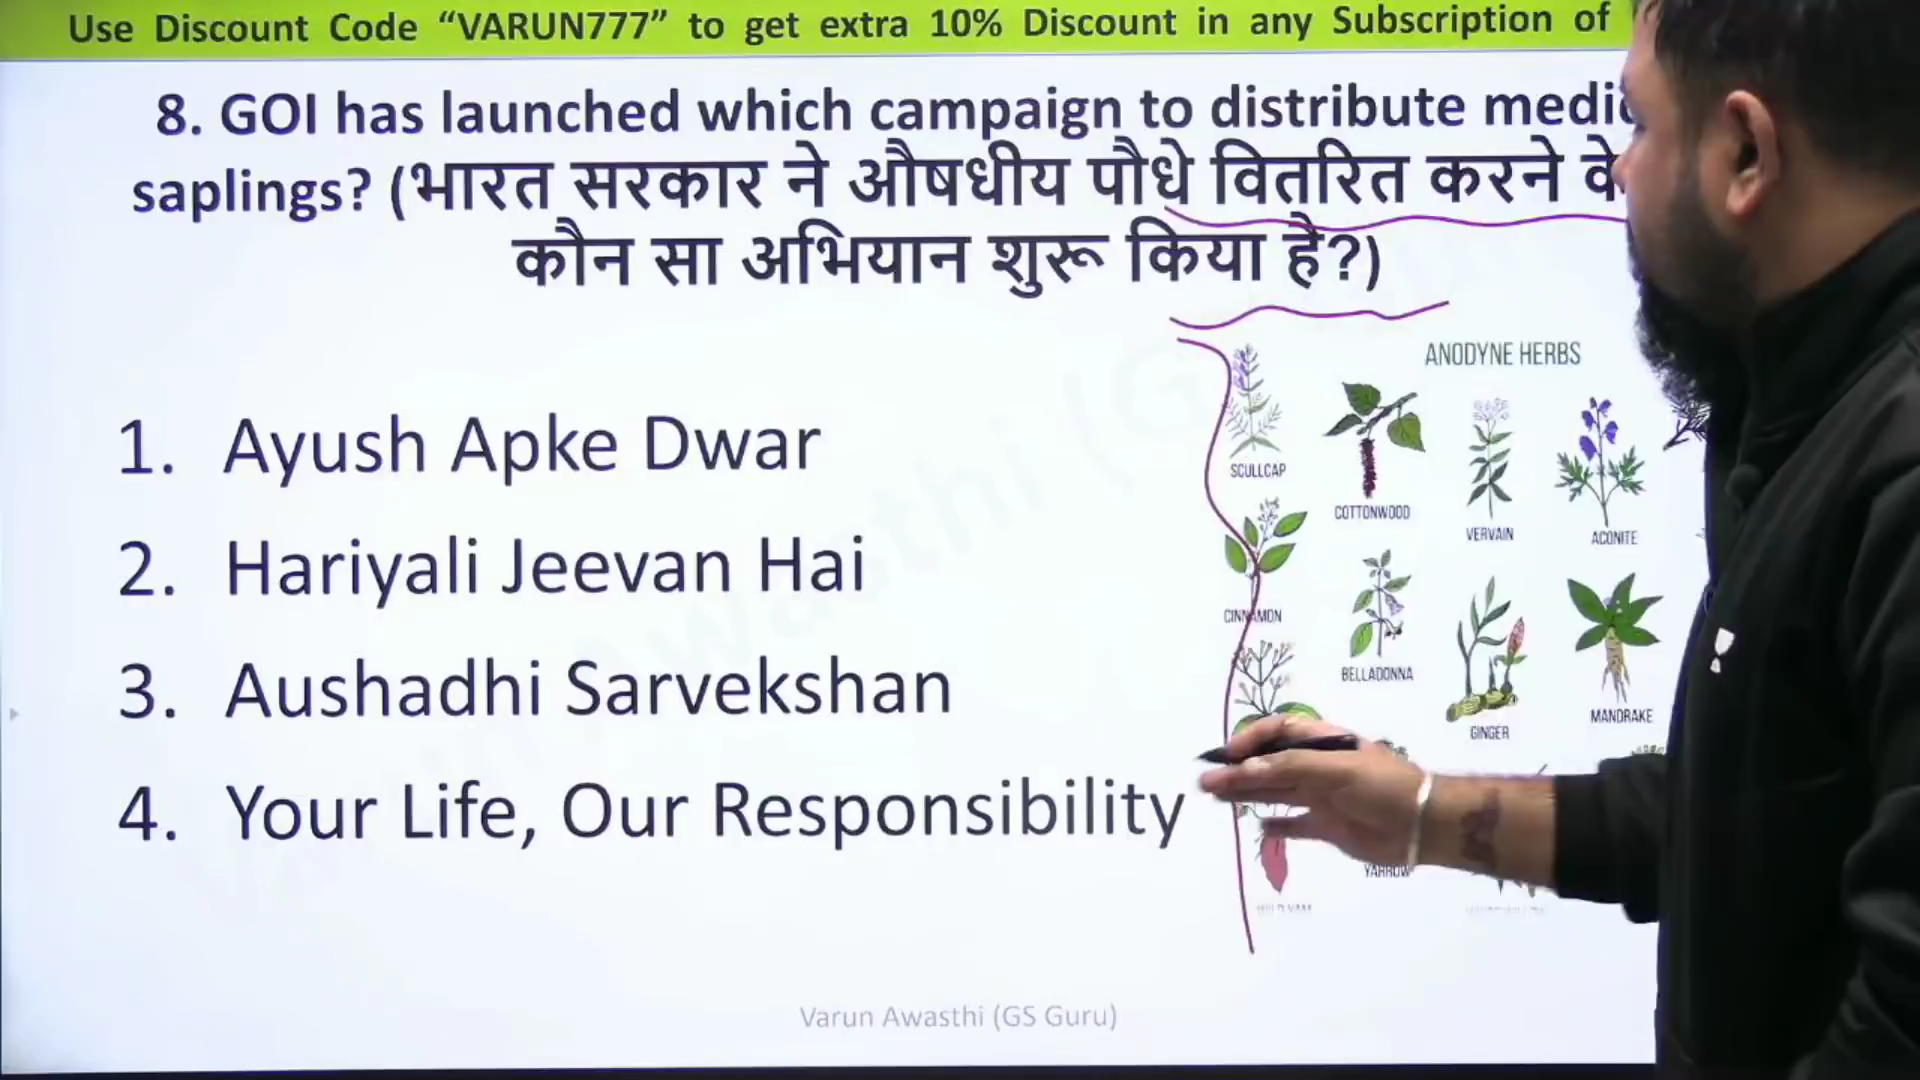 Use Discount Code “VARUN777” to get extra 10% Discount in any Subscription of
8. GOI has launched which campaign to distribute
saplings? (भारत सरकार ने औषधीय पौधे वितरित करने के
कौन सा अभियान शुरू किया है?)
ANODYNE HERBS
1. Ayush Apke Dwar
2. Hariyali Jeevan Hai
3. Aushadhi Sarvekshan
4. Your Life, Our Responsibility
SCULLCAP
COTTONWOOD
VERVAIN
ACONITE
CINNAMON
BELLADONNA
GINGER
MANDRAKE
YARROW
Varun Awasthi (GS Guru)